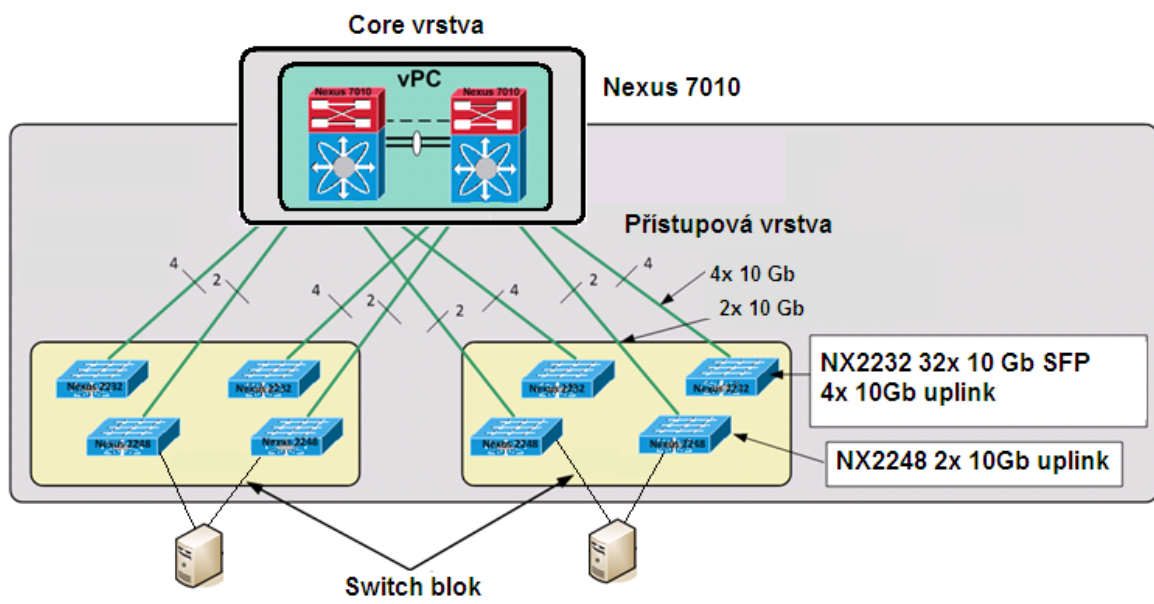 Core vrstva
vPC
Nexus 7010
Nexus 7010
Nexus 7010
Přístupová vrstva
4
2
4
2
2
4
2
4
4x 10 Gb
2x 10 Gb
Nexus 2232
Nexus 2232
Nexus 2232
Nexus 2232
NX2232 32x 10 Gb SFP
4x 10Gb uplink
Nexus 2248
Nexus 2248
Nexus 2248
Nexus 2248
NX2248 2x 10Gb uplink
Switch blok